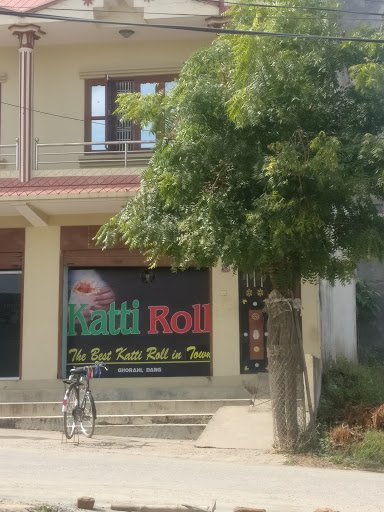 Katti Roll
The Best Katti Roll in Town
GHORAHI, DANG